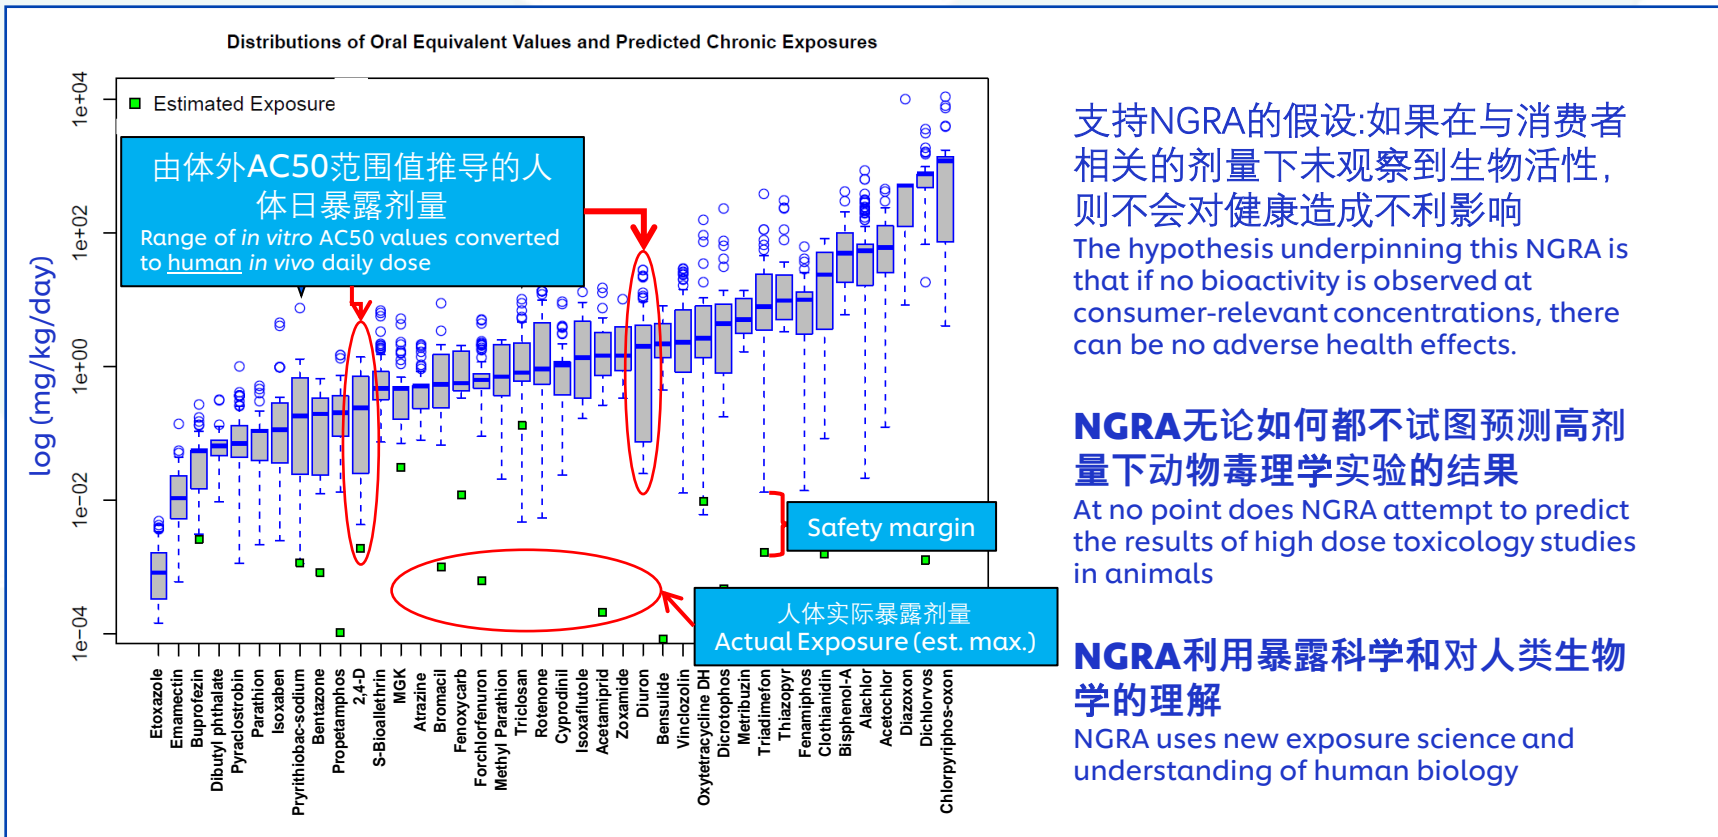 Distributions of Oral Equivalent Values and Predicted Chronic Exposures
Estimated Exposure
由体外AC50范围值推导的人
体日暴露剂量
Range of in vitro AC50 values converted
to human in vivo daily dose
log (mg/kg/day)
1e+04
1e+02
1e+00
1e−02
1e−04
Safety margin
人体实际暴露剂量
Actual Exposure (est. max.)
Etoxazole
Emamectin
Buprofezin
Dibutyl phthalate
Pyraclostrobin
Parathion
Isoxaben
Pryrithiobac-sodium
Bentazone
Propetamphos
2,4-D
S-Bioallethrin
MGK
Atrazine
Bromacil
Fenoxycarb
Forchlorfenuron
Methyl Parathion
Triclosan
Rotenone
Cyprodinil
Isoxaflutole
Acetamiprid
Zoxamide
Diuron
Bensulide
Vinclozolin
Oxytetracycline DH
Dicrotophos
Metribuzin
Triadimefon
Thiazopyr
Fenamiphos
Clothianidin
Bisphenol-A
Alachlor
Acetochlor
Diazoxon
Dichlorvos
Chlorpyriphos-oxon
支持NGRA的假设:如果在与消费者
相关的剂量下未观察到生物活性，
则不会对健康造成不利影响
The hypothesis underpinning this NGRA is
that if no bioactivity is observed at
consumer-relevant concentrations, there
can be no adverse health effects.
NGRA无论如何都不试图预测高剂
量下动物毒理学实验的结果
At no point does NGRA attempt to predict
the results of high dose toxicology studies
in animals
NGRA利用暴露科学和对人类生物
学的理解
NGRA uses new exposure science and
understanding of human biology